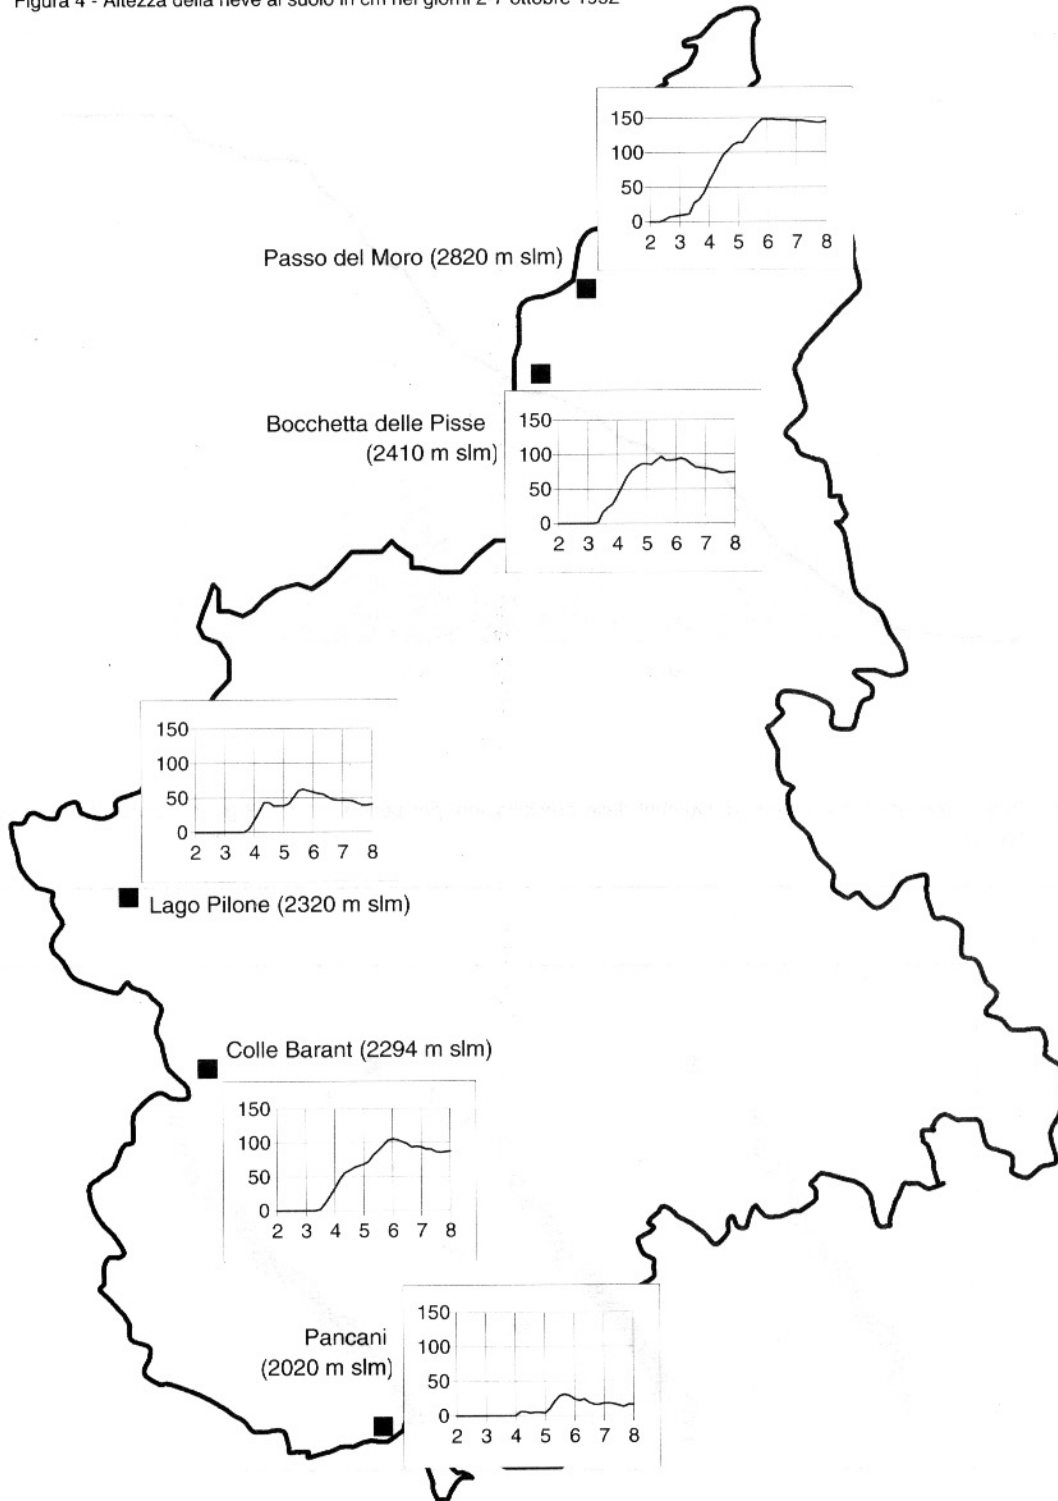 Figura 4 - Altezza della neve al suolo in cm nei giorni 2-7 ottobre 1992
150
100
50
0
2 3 4 5 6 7 8
Passo del Moro (2820 m slm)
Bocchetta delle Pisse
(2410 m slm)
150
100
50
0
2 3 4 5 6 7 8
150
100
50
0
2 3 4 5 6 7 8
Lago Pilone (2320 m slm)
Colle Barant (2294 m slm)
150
100
50
0
2 3 4 5 6 7 8
Pancani
(2020 m slm)
150
100
50
0
2 3 4 5 6 7 8